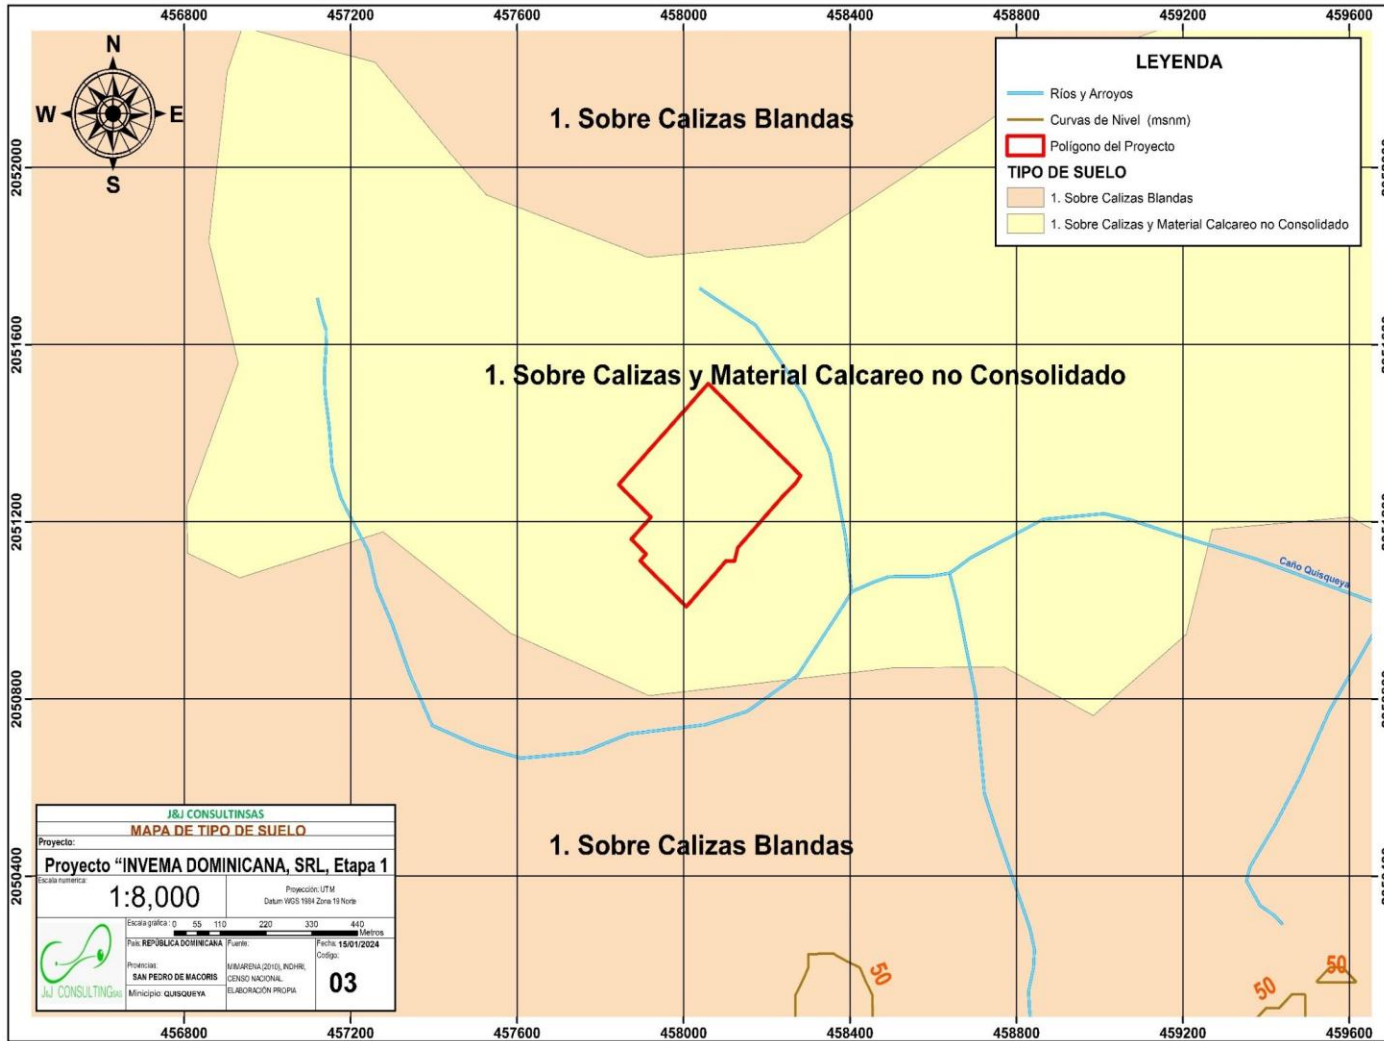 456800 457200 457600 458000 458400 458800 459200 459600
N
W E
S
2052000
2051600
2051200
2050800
2050400
1. Sobre Calizas Blandas
LEYENDA
Ríos y Arroyos
Curvas de Nivel (msnm)
Polígono del Proyecto
TIPO DE SUELO
1. Sobre Calizas Blandas
1. Sobre Calizas y Material Calcareo no Consolidado
1. Sobre Calizas y Material Calcareo no Consolidado
Caño Quisqueya
1. Sobre Calizas Blandas
50
50
50
J&J CONSULTINSAS
MAPA DE TIPO DE SUELO
Proyecto:
Proyecto “INVEMA DOMINICANA, SRL, Etapa 1
Escala numerica:
1:8,000
Proyección: UTM
Datum WGS 1984 Zona 19 Norte
Escala gráfica : 0 55 110 220 330 440
Metros
País: REPÚBLICA DOMINICANA
Provincias:
SAN PEDRO DE MACORIS
Minicipio: QUISQUEYA
Fuente:
MIMARENA (2010), INDHRI,
CENSO NACIONAL.
ELABORACIÓN PROPIA
Fecha: 15/01/2024
Codigo:
03
J&J CONSULTINGSAS
456800 457200 457600 458000 458400 458800 459200 459600